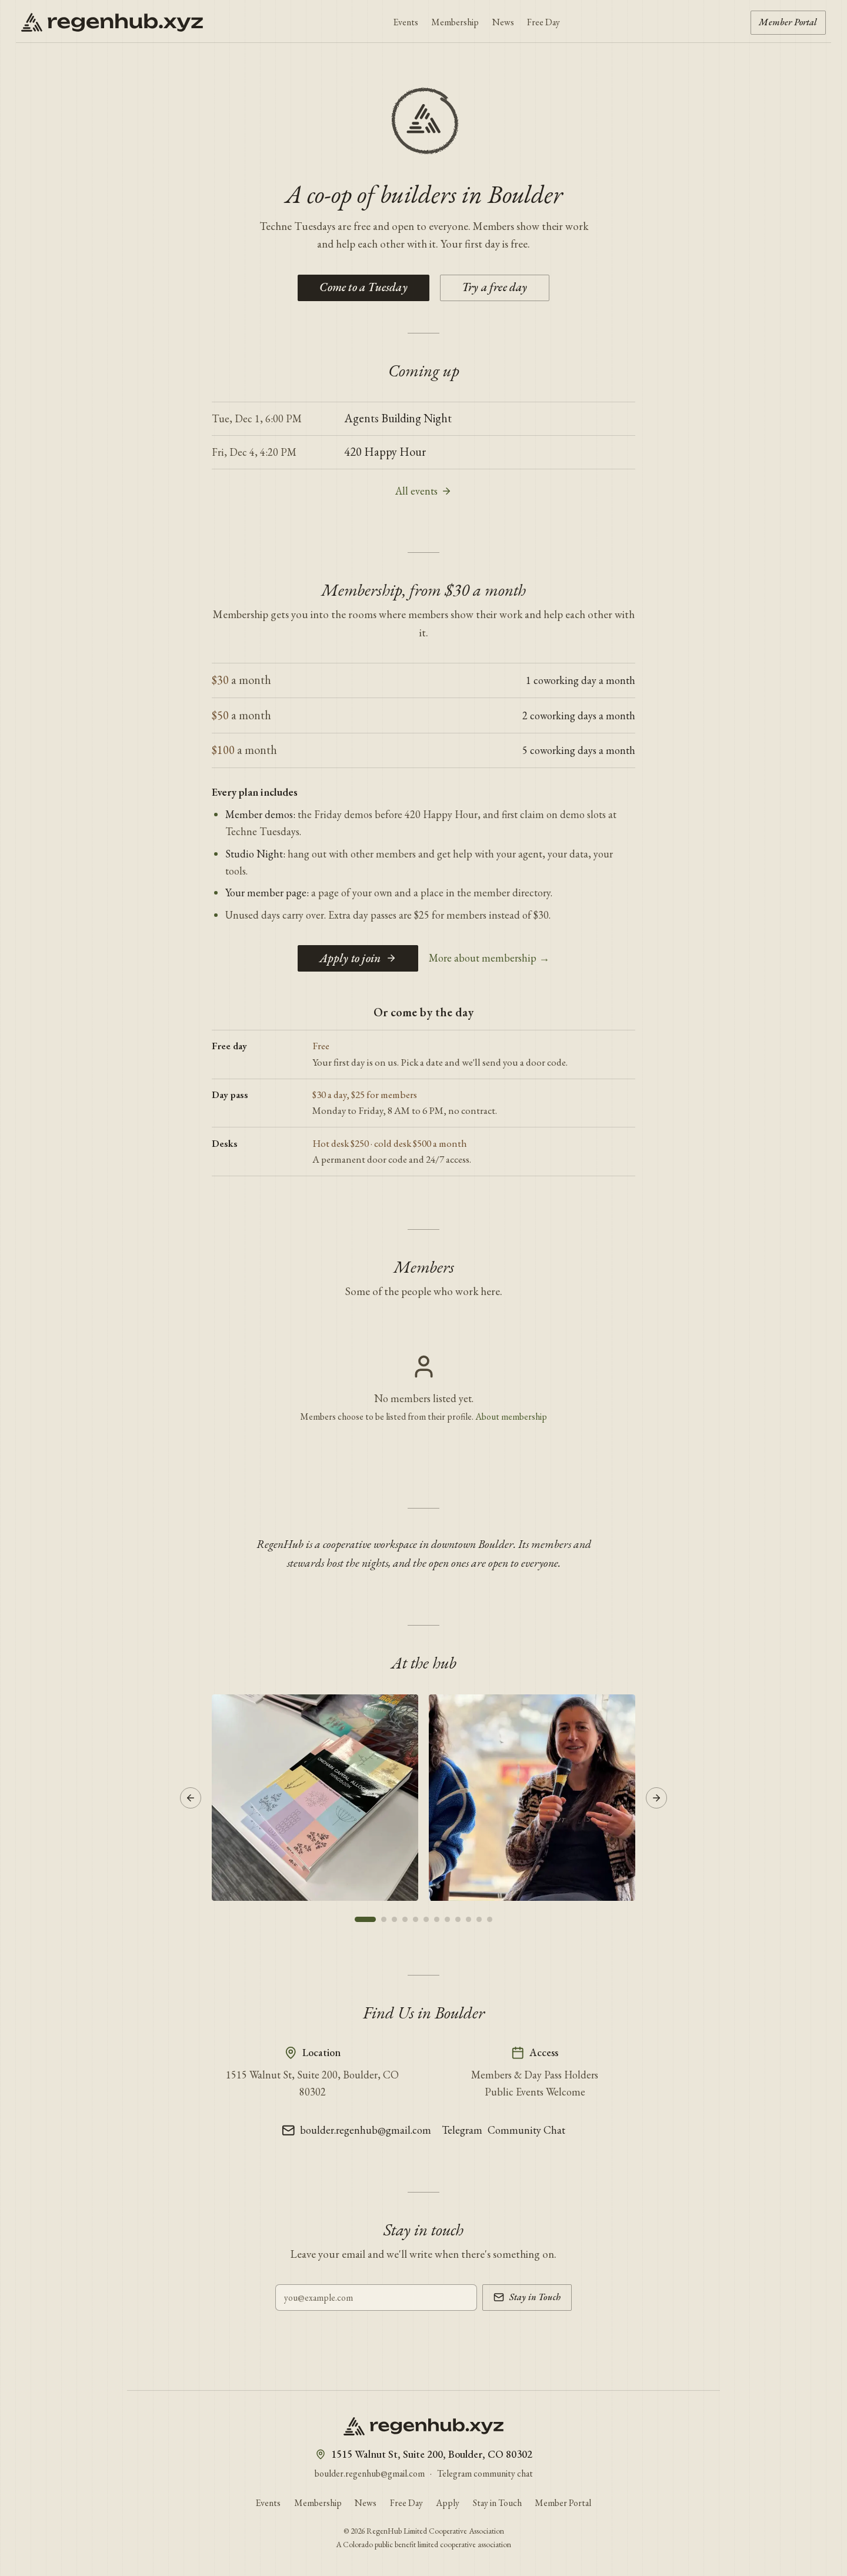 regenhub.xyz
Events Membership News Free Day
Member Portal
A co-op of builders in Boulder
Techne Tuesdays are free and open to everyone. Members show their work
and help each other with it. Your first day is free.
Come to a Tuesday
Try a free day
Coming up
Tue, Dec 1, 6:00 PM Agents Building Night
Fri, Dec 4, 4:20 PM 420 Happy Hour
All events →
Membership, from $30 a month
Membership gets you into the rooms where members show their work and help each other with
it.
$30 a month 1 coworking day a month
$50 a month 2 coworking days a month
$100 a month 5 coworking days a month
Every plan includes
• Member demos: the Friday demos before 420 Happy Hour, and first claim on demo slots at
Techne Tuesdays.
• Studio Night: hang out with other members and get help with your agent, your data, your
tools.
• Your member page: a page of your own and a place in the member directory.
• Unused days carry over. Extra day passes are $25 for members instead of $30.
Apply to join →
More about membership →
Or come by the day
Free day Free
Your first day is on us. Pick a date and we'll send you a door code.
Day pass $30 a day, $25 for members
Monday to Friday, 8 AM to 6 PM, no contract.
Desks Hot desk $250 · cold desk $500 a month
A permanent door code and 24/7 access.
Members
Some of the people who work here.
No members listed yet.
Members choose to be listed from their profile. About membership
RegenHub is a cooperative workspace in downtown Boulder. Its members and
stewards host the nights, and the open ones are open to everyone.
At the hub
Find Us in Boulder
Location
1515 Walnut St, Suite 200, Boulder, CO
80302
Access
Members & Day Pass Holders
Public Events Welcome
boulder.regenhub@gmail.com Telegram Community Chat
Stay in touch
Leave your email and we'll write when there's something on.
you@example.com
Stay in Touch
regenhub.xyz
1515 Walnut St, Suite 200, Boulder, CO 80302
boulder.regenhub@gmail.com · Telegram community chat
Events Membership News Free Day Apply Stay in Touch Member Portal
© 2026 RegenHub Limited Cooperative Association
A Colorado public benefit limited cooperative association